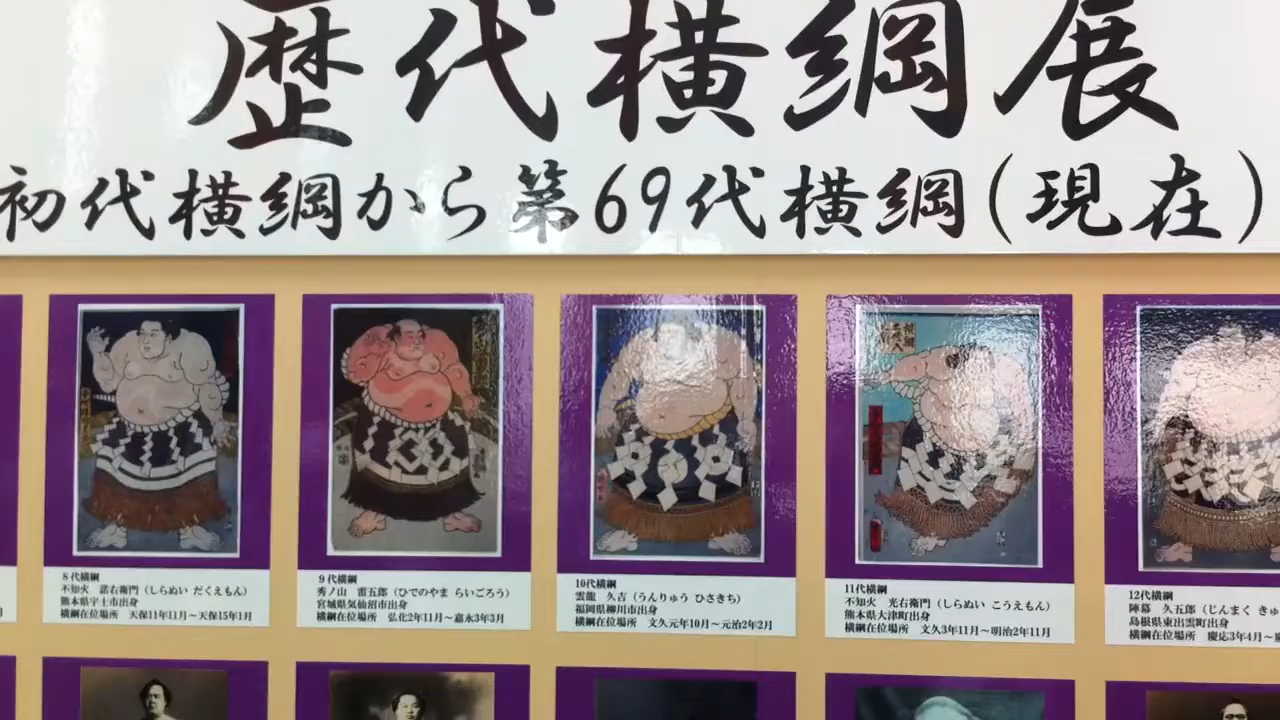 歴代横綱展
初代横綱から第69代横綱(現在)
8代横綱
不知火 諾右衛門(しらぬい だくえもん)
熊本県宇土市出身
横綱在位場所 天保11年11月~天保15年1月
9代横綱
秀ノ山 雷五郎(ひでのやま らいごろう)
宮城県気仙沼市出身
横綱在位場所 弘化2年11月~嘉永3年3月
10代横綱
雲龍 久吉(うんりゅう ひさきち)
福岡県柳川市出身
横綱在位場所 文久元年10月~元治2年2月
11代横綱
不知火 光右衛門(しらぬい こうえもん)
熊本県大津町出身
横綱在位場所 文久3年11月~明治2年11月
12代横綱
陣幕 久五郎(じんまく きゅ
島根県東出雲町出身
横綱在位場所 慶応3年4月~